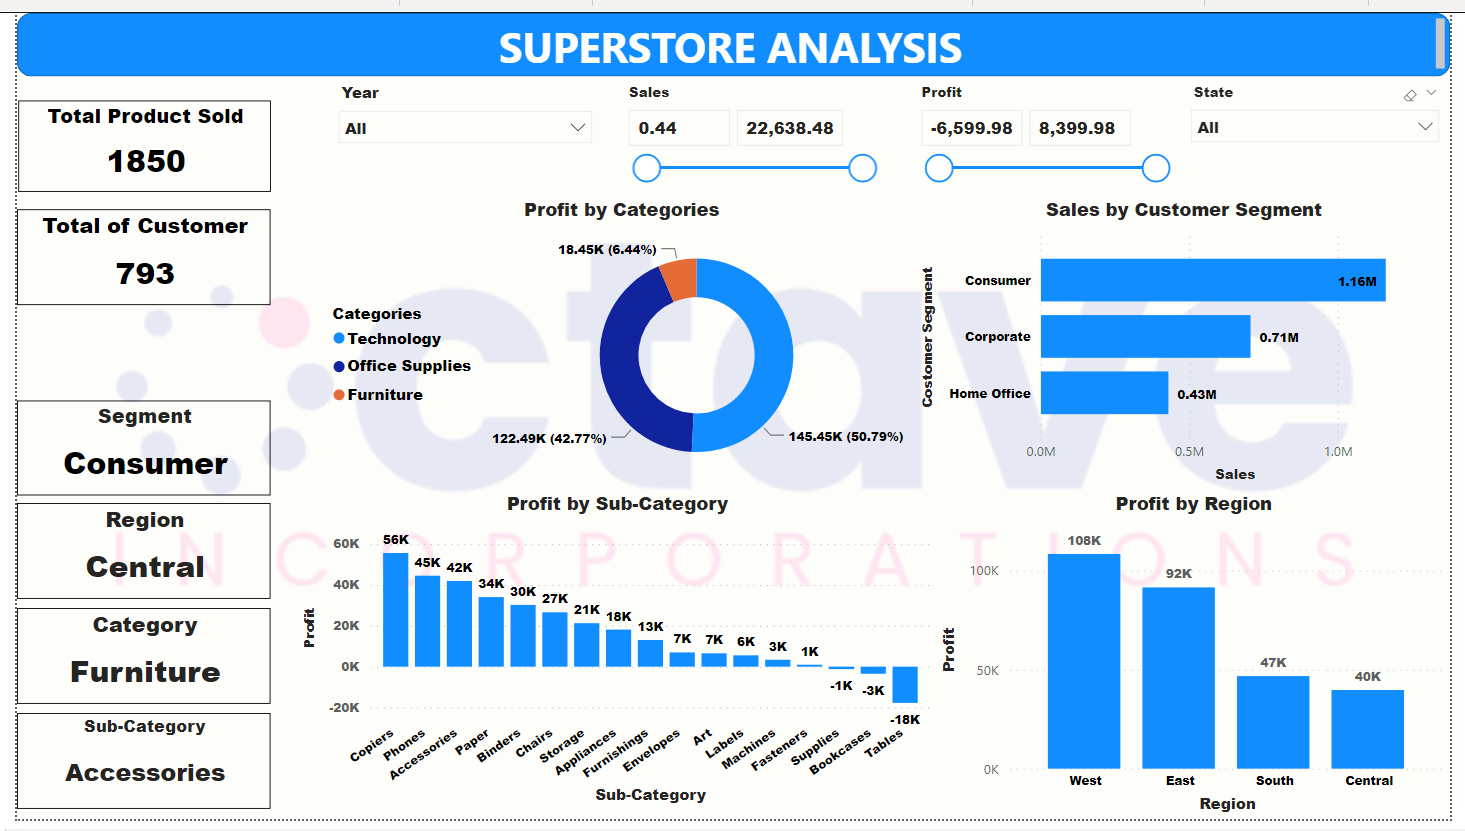 SUPERSTORE ANALYSIS
Total Product Sold
1850
Total of Customer
793
Segment
Consumer
Region
Central
Category
Furniture
Sub-Category
Accessories
Year
All
Sales
0.44
22,638.48
Profit
-6,599.98
8,399.98
State
All
Profit by Categories
18.45K (6.44%)
122.49K (42.77%)
145.45K (50.79%)
Categories
Technology
Office Supplies
Furniture
Sales by Customer Segment
Costomer Segment
Consumer
1.16M
Corporate
0.71M
Home Office
0.43M
0.0M
0.5M
1.0M
Sales
Profit by Sub-Category
Profit
60K
40K
20K
0K
-20K
56K
45K
42K
34K
30K
27K
21K
18K
13K
7K
7K
6K
3K
1K
-1K
-3K
-18K
Copiers
Phones
Accessories
Paper
Binders
Chairs
Storage
Appliances
Furnishings
Envelopes
Art
Labels
Machines
Fasteners
Supplies
Bookcases
Tables
Sub-Category
Profit by Region
Profit
100K
50K
0K
108K
92K
47K
40K
West
East
South
Central
Region
ctave
INCORPORATIONS